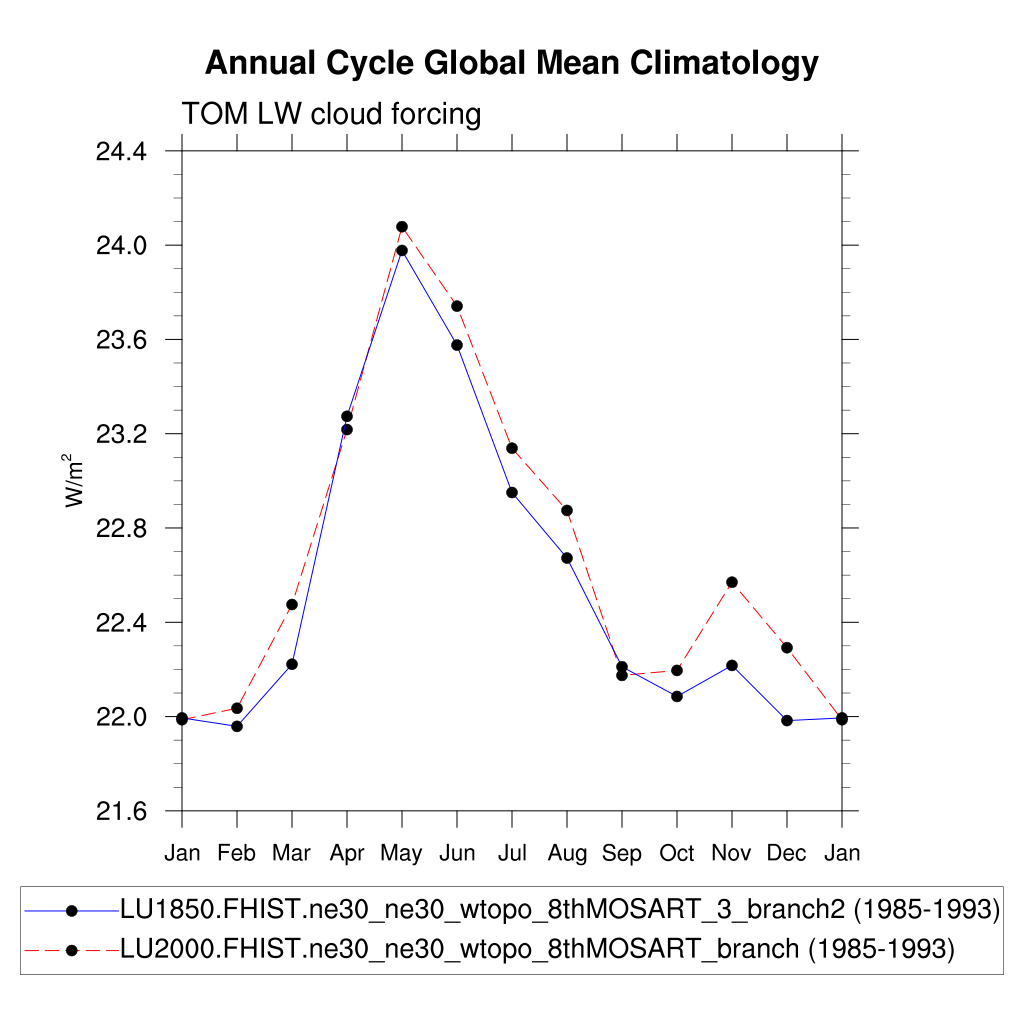 Annual Cycle Global Mean Climatology
TOM LW cloud forcing
24.4
24.0
23.6
23.2
22.8
22.4
22.0
21.6
W/m²
Jan Feb Mar Apr May Jun Jul Aug Sep Oct Nov Dec Jan
LU1850.FHIST.ne30_ne30_wtopo_8thMOSART_3_branch2 (1985-1993)
LU2000.FHIST.ne30_ne30_wtopo_8thMOSART_branch (1985-1993)